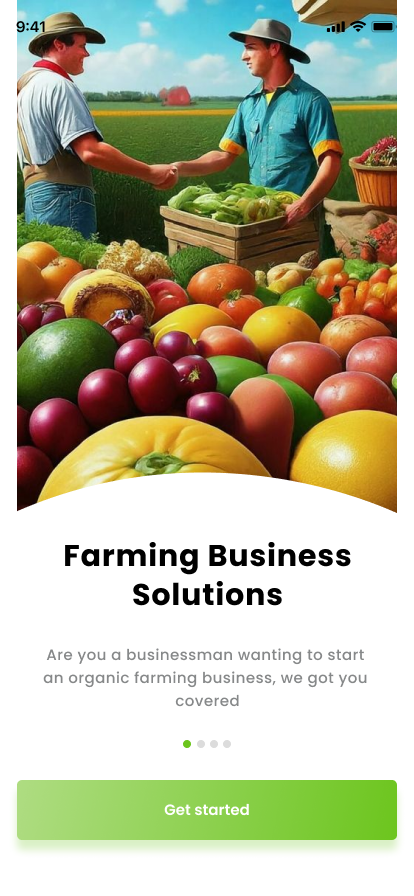 9:41
Farming Business
Solutions
Are you a businessman wanting to start
an organic farming business, we got you
covered
Get started